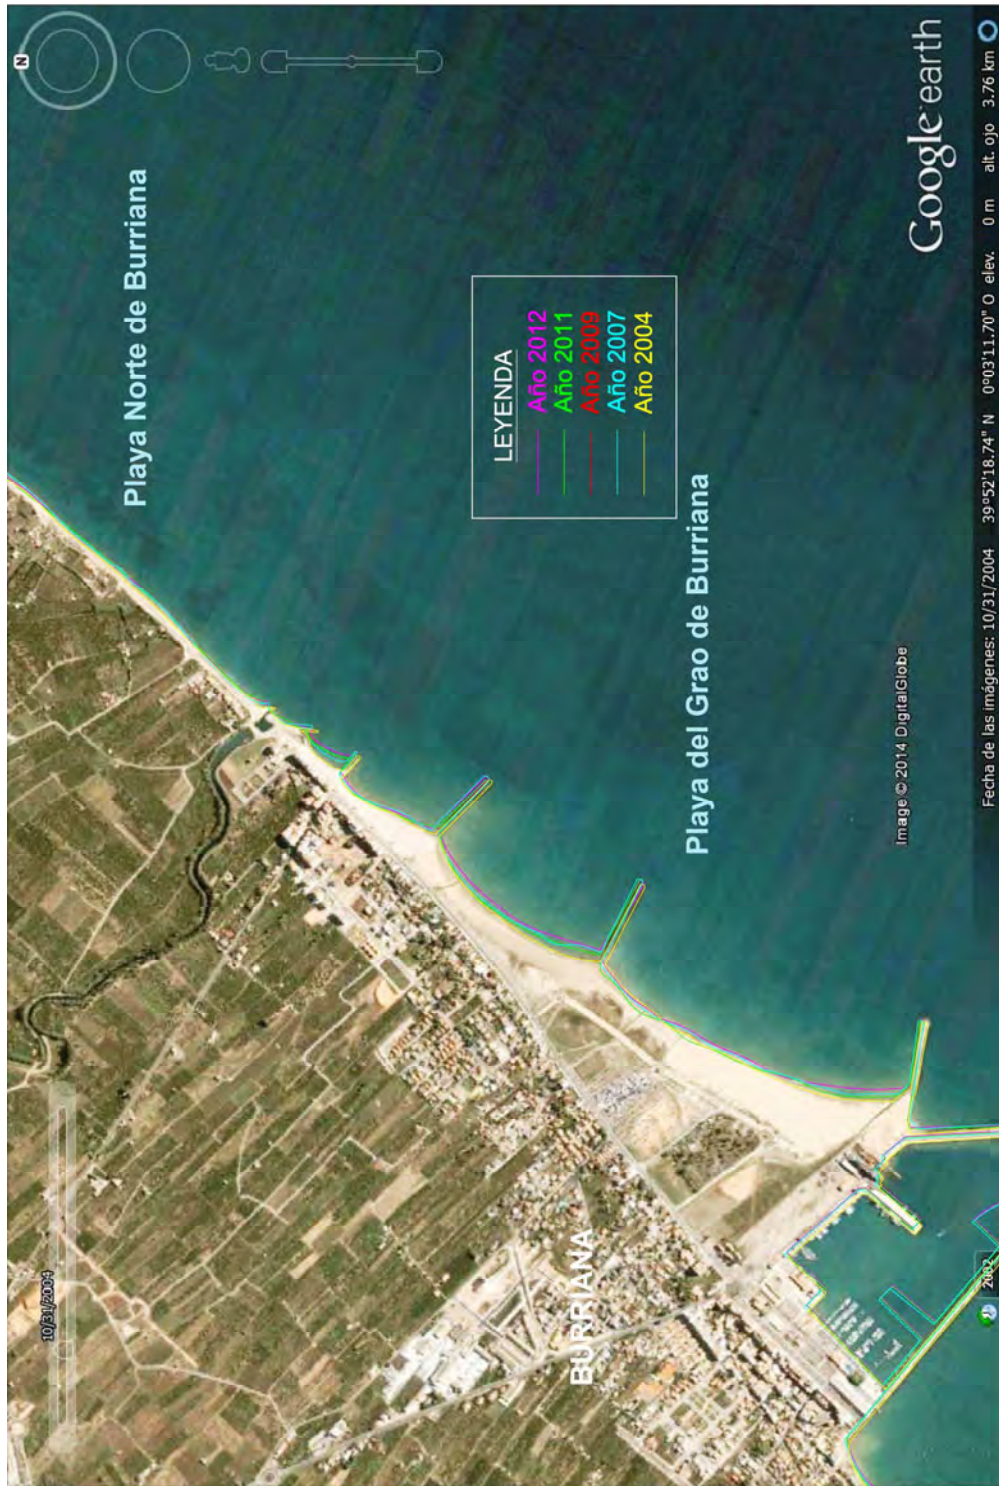 N
10/31/2004
Playa Norte de Burriana
LEYENDA
Año 2012
Año 2011
Año 2009
Año 2007
Año 2004
Playa del Grao de Burriana
BURRIANA
Image © 2014 DigitalGlobe
Google earth
2002
Fecha de las imágenes: 10/31/2004 39°52'18.74" N 0°03'11.70" O elev. 0 m alt. ojo 3.76 km